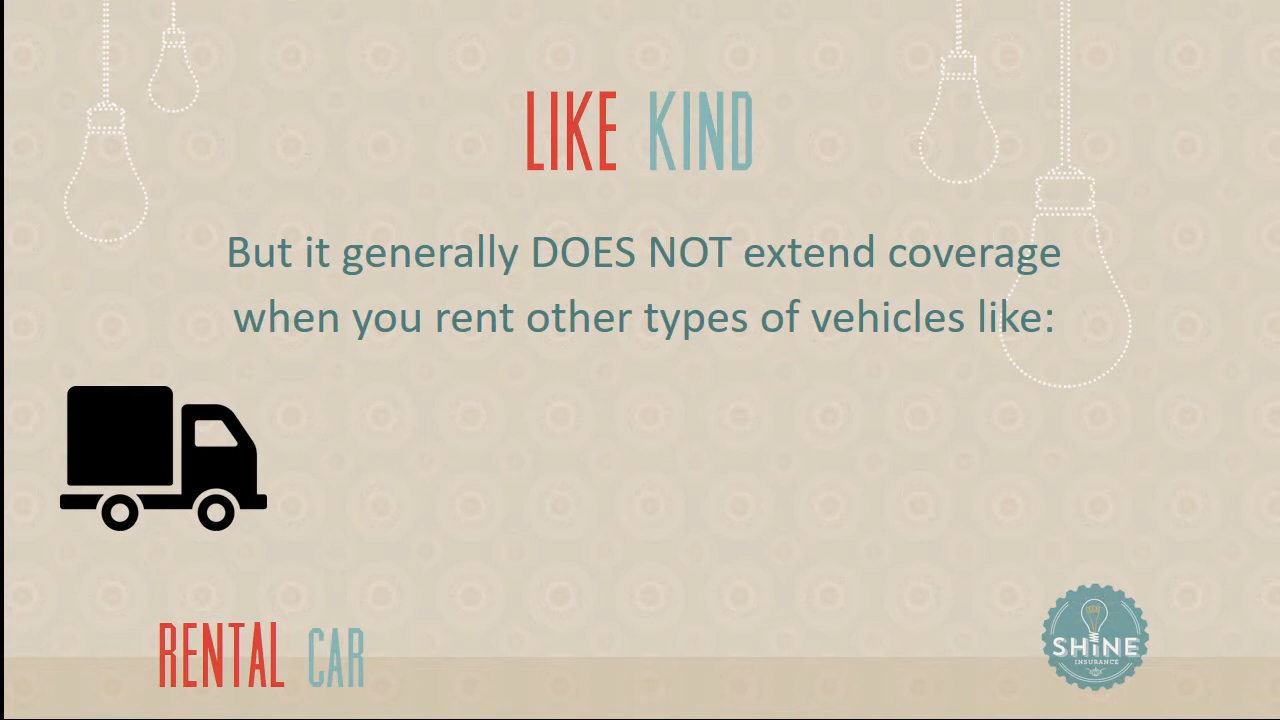 LIKE KIND
But it generally DOES NOT extend coverage
when you rent other types of vehicles like:
RENTAL CAR
SHINE
INSURANCE